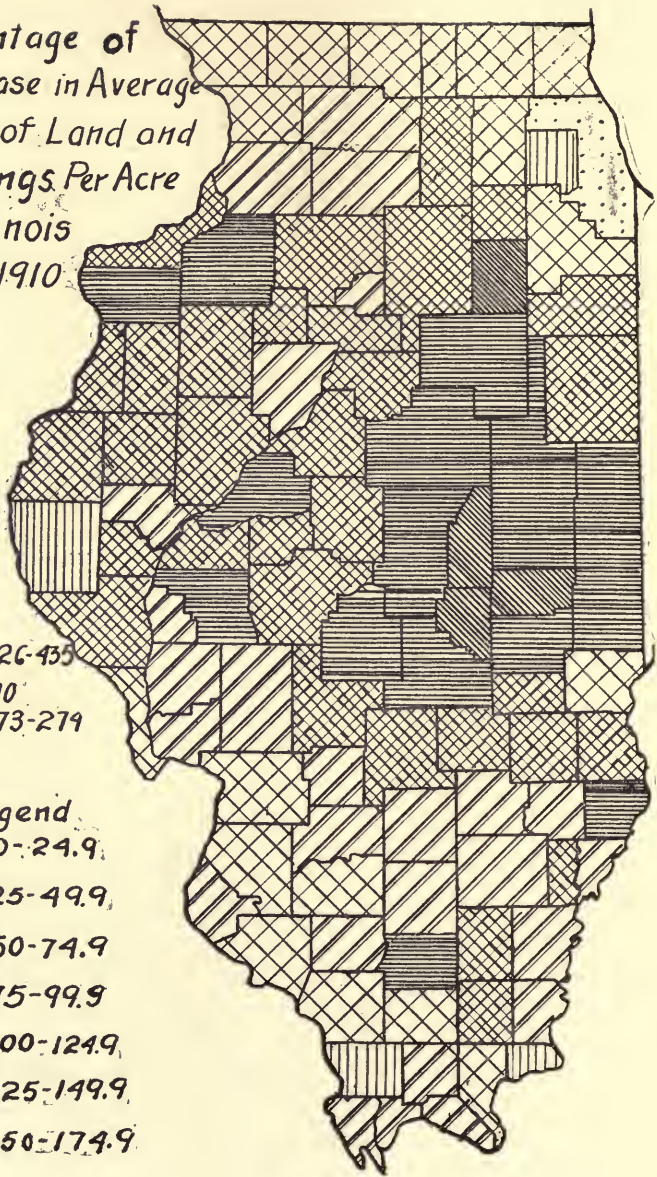 ntage of
ase in Average
of Land and
ngs Per Acre
nois
1910
26-435
10
73-279
gend
0-24.9
25-49.9
50-74.9
75-99.9
00-124.9
25-149.9
50-174.9